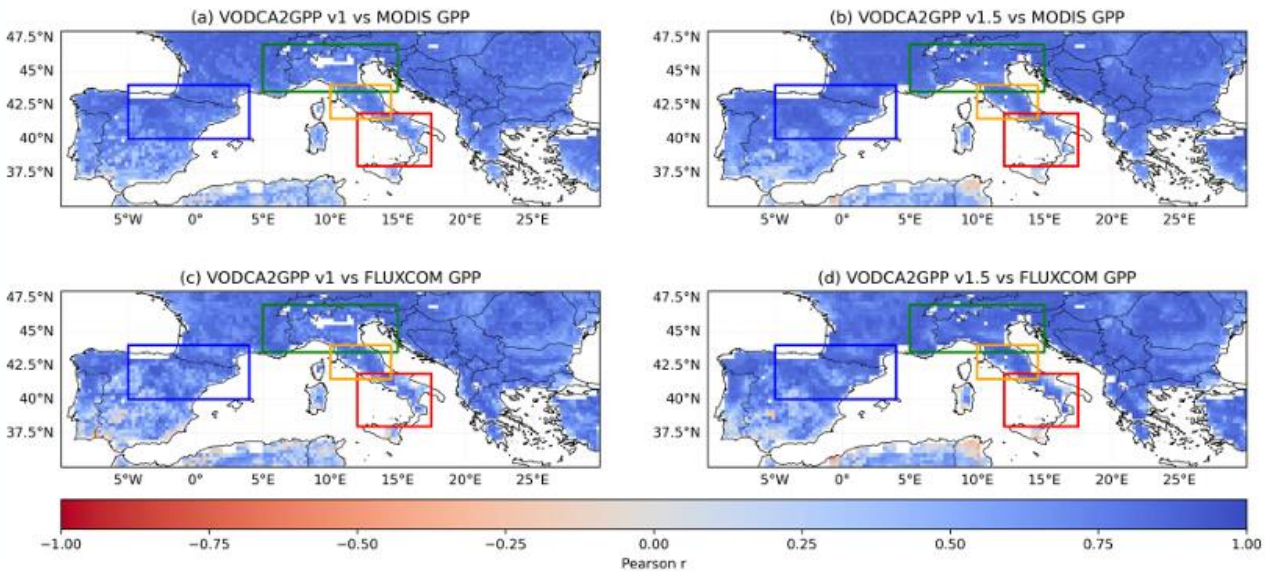 (a) VODCA2GPP v1 vs MODIS GPP
47.5°N
45°N
42.5°N
40°N
37.5°N
5°W 0° 5°E 10°E 15°E 20°E 25°E
(b) VODCA2GPP v1.5 vs MODIS GPP
47.5°N
45°N
42.5°N
40°N
37.5°N
5°W 0° 5°E 10°E 15°E 20°E 25°E
(c) VODCA2GPP v1 vs FLUXCOM GPP
47.5°N
45°N
42.5°N
40°N
37.5°N
5°W 0° 5°E 10°E 15°E 20°E 25°E
(d) VODCA2GPP v1.5 vs FLUXCOM GPP
47.5°N
45°N
42.5°N
40°N
37.5°N
5°W 0° 5°E 10°E 15°E 20°E 25°E
−1.00 −0.75 −0.50 −0.25 0.00 0.25 0.50 0.75 1.00
Pearson r